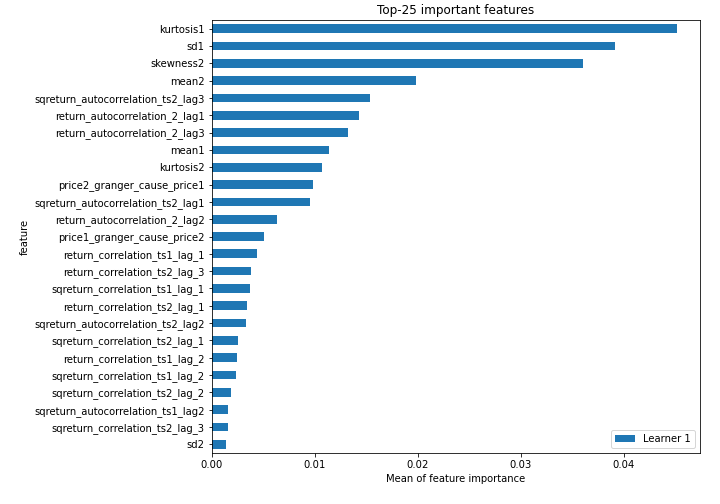 Top-25 important features
kurtosis1
sd1
skewness2
mean2
sqreturn_autocorrelation_ts2_lag3
return_autocorrelation_2_lag1
return_autocorrelation_2_lag3
mean1
kurtosis2
price2_granger_cause_price1
sqreturn_autocorrelation_ts2_lag1
return_autocorrelation_2_lag2
price1_granger_cause_price2
return_correlation_ts1_lag_1
return_correlation_ts2_lag_3
sqreturn_correlation_ts1_lag_1
return_correlation_ts2_lag_1
sqreturn_autocorrelation_ts2_lag2
sqreturn_correlation_ts2_lag_1
return_correlation_ts1_lag_2
sqreturn_correlation_ts1_lag_2
sqreturn_correlation_ts2_lag_2
sqreturn_autocorrelation_ts1_lag2
sqreturn_correlation_ts2_lag_3
sd2
feature
Learner 1
0.00 0.01 0.02 0.03 0.04
Mean of feature importance